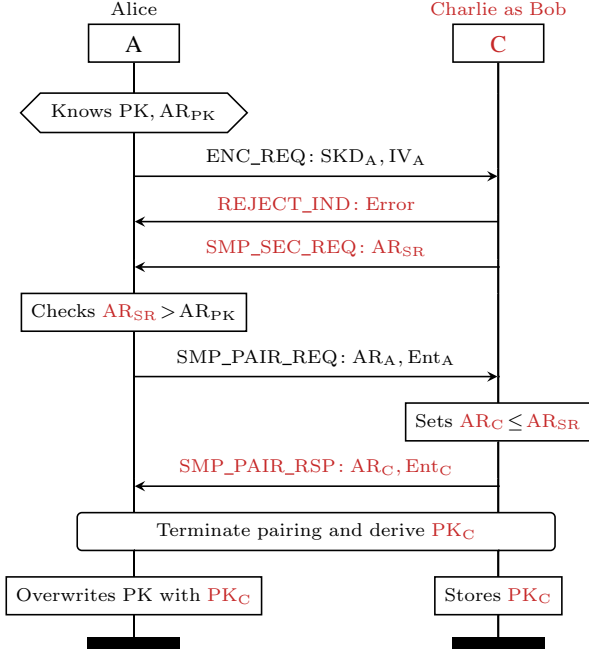 Alice
Charlie as Bob
A
C
Knows PK, AR_PK
ENC_REQ: SKD_A, IV_A
REJECT_IND: Error
SMP_SEC_REQ: AR_SR
Checks AR_SR > AR_PK
SMP_PAIR_REQ: AR_A, Ent_A
Sets AR_C ≤ AR_SR
SMP_PAIR_RSP: AR_C, Ent_C
Terminate pairing and derive PK_C
Overwrites PK with PK_C
Stores PK_C